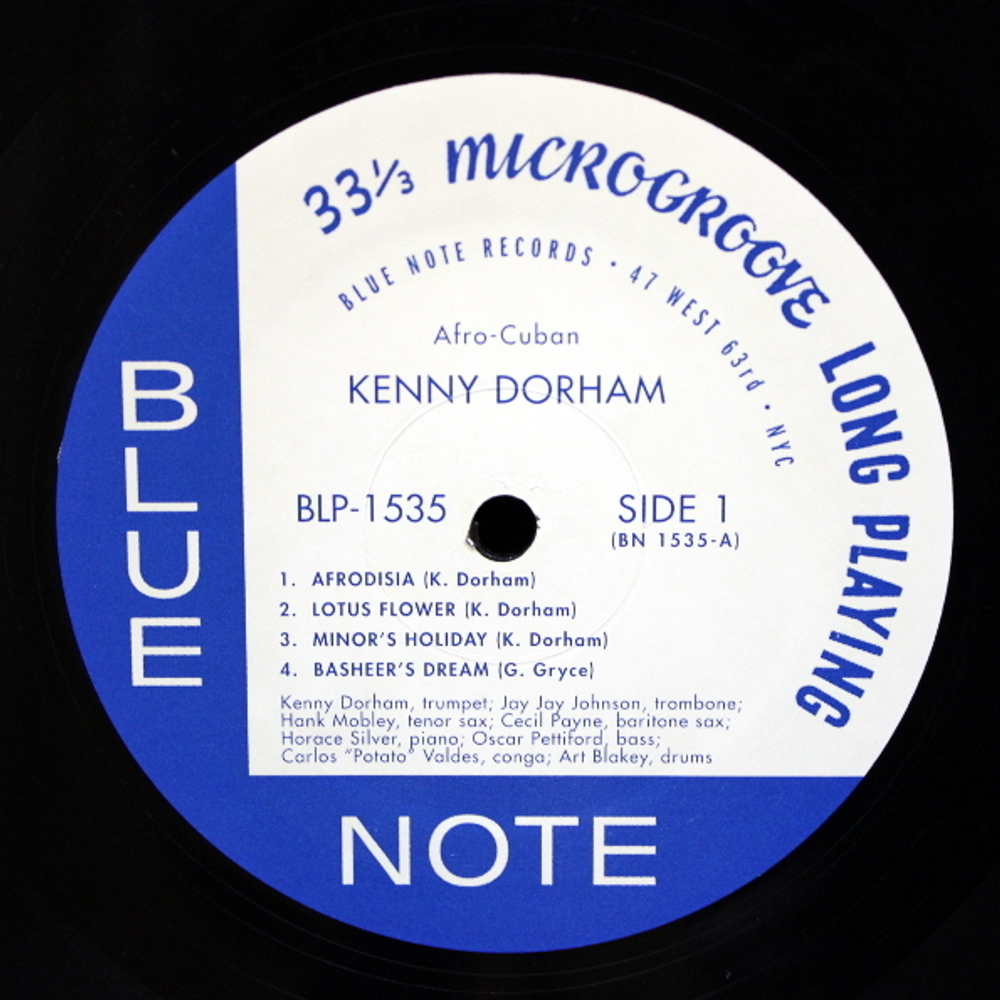 33⅓ MICROGROOVE LONG PLAYING
BLUE NOTE RECORDS · 47 WEST 63rd · NYC
Afro-Cuban
KENNY DORHAM
BLP-1535
SIDE 1
(BN 1535-A)
1. AFRODISIA (K. Dorham)
2. LOTUS FLOWER (K. Dorham)
3. MINOR'S HOLIDAY (K. Dorham)
4. BASHEER'S DREAM (G. Gryce)
Kenny Dorham, trumpet; Jay Jay Johnson, trombone;
Hank Mobley, tenor sax; Cecil Payne, baritone sax;
Horace Silver, piano; Oscar Pettiford, bass;
Carlos "Potato" Valdes, conga; Art Blakey, drums
BLUE
NOTE